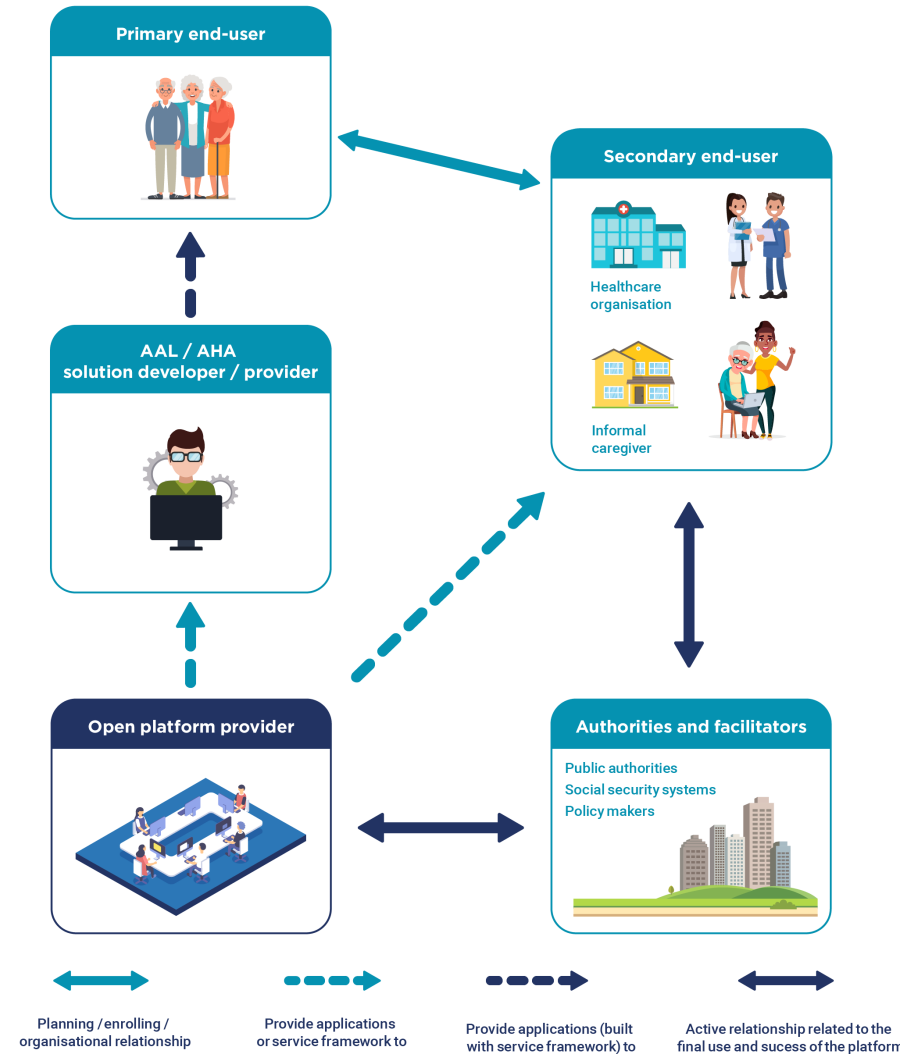 Primary end-user
Secondary end-user
Healthcare
organisation
Informal
caregiver
AAL / AHA
solution developer / provider
Open platform provider
Authorities and facilitators
Public authorities
Social security systems
Policy makers
Planning / enrolling /
organisational relationship
Provide applications
or service framework to
Provide applications (built
with service framework) to
Active relationship related to the
final use and sucess of the platform